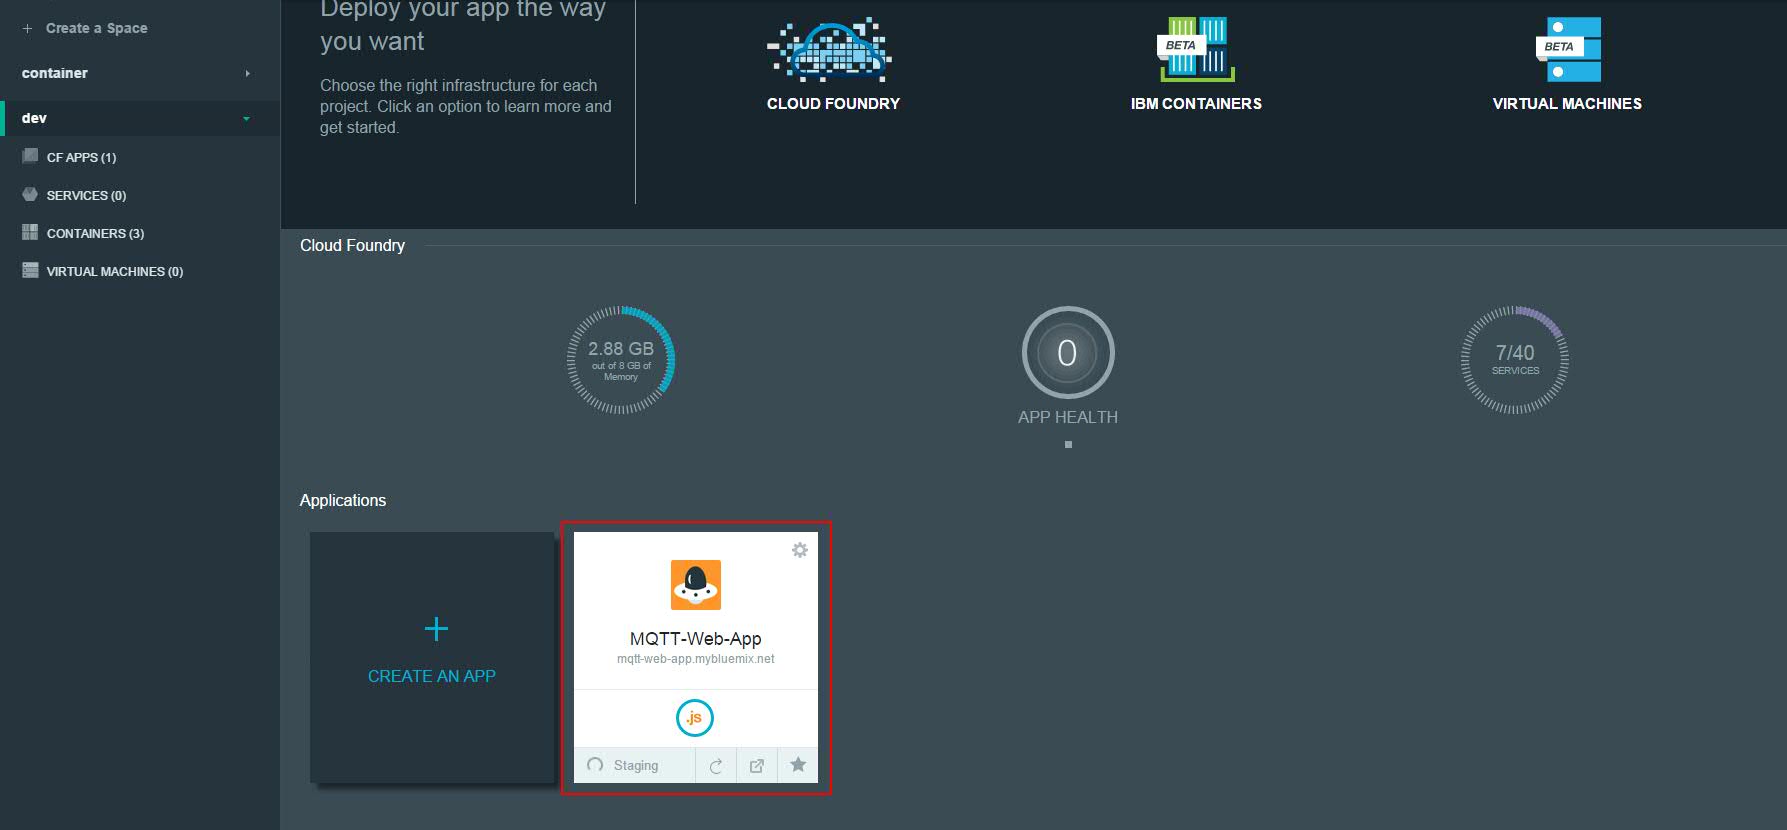 + Create a Space
container
dev
CF APPS (1)
SERVICES (0)
CONTAINERS (3)
VIRTUAL MACHINES (0)
Deploy your app the way
you want
Choose the right infrastructure for each
project. Click an option to learn more and
get started.
CLOUD FOUNDRY
BETA
IBM CONTAINERS
BETA
VIRTUAL MACHINES
Cloud Foundry
2.88 GB
out of 8 GB of
Memory
0
APP HEALTH
7/40
SERVICES
Applications
+
CREATE AN APP
MQTT-Web-App
mqtt-web-app.mybluemix.net
.js
Staging